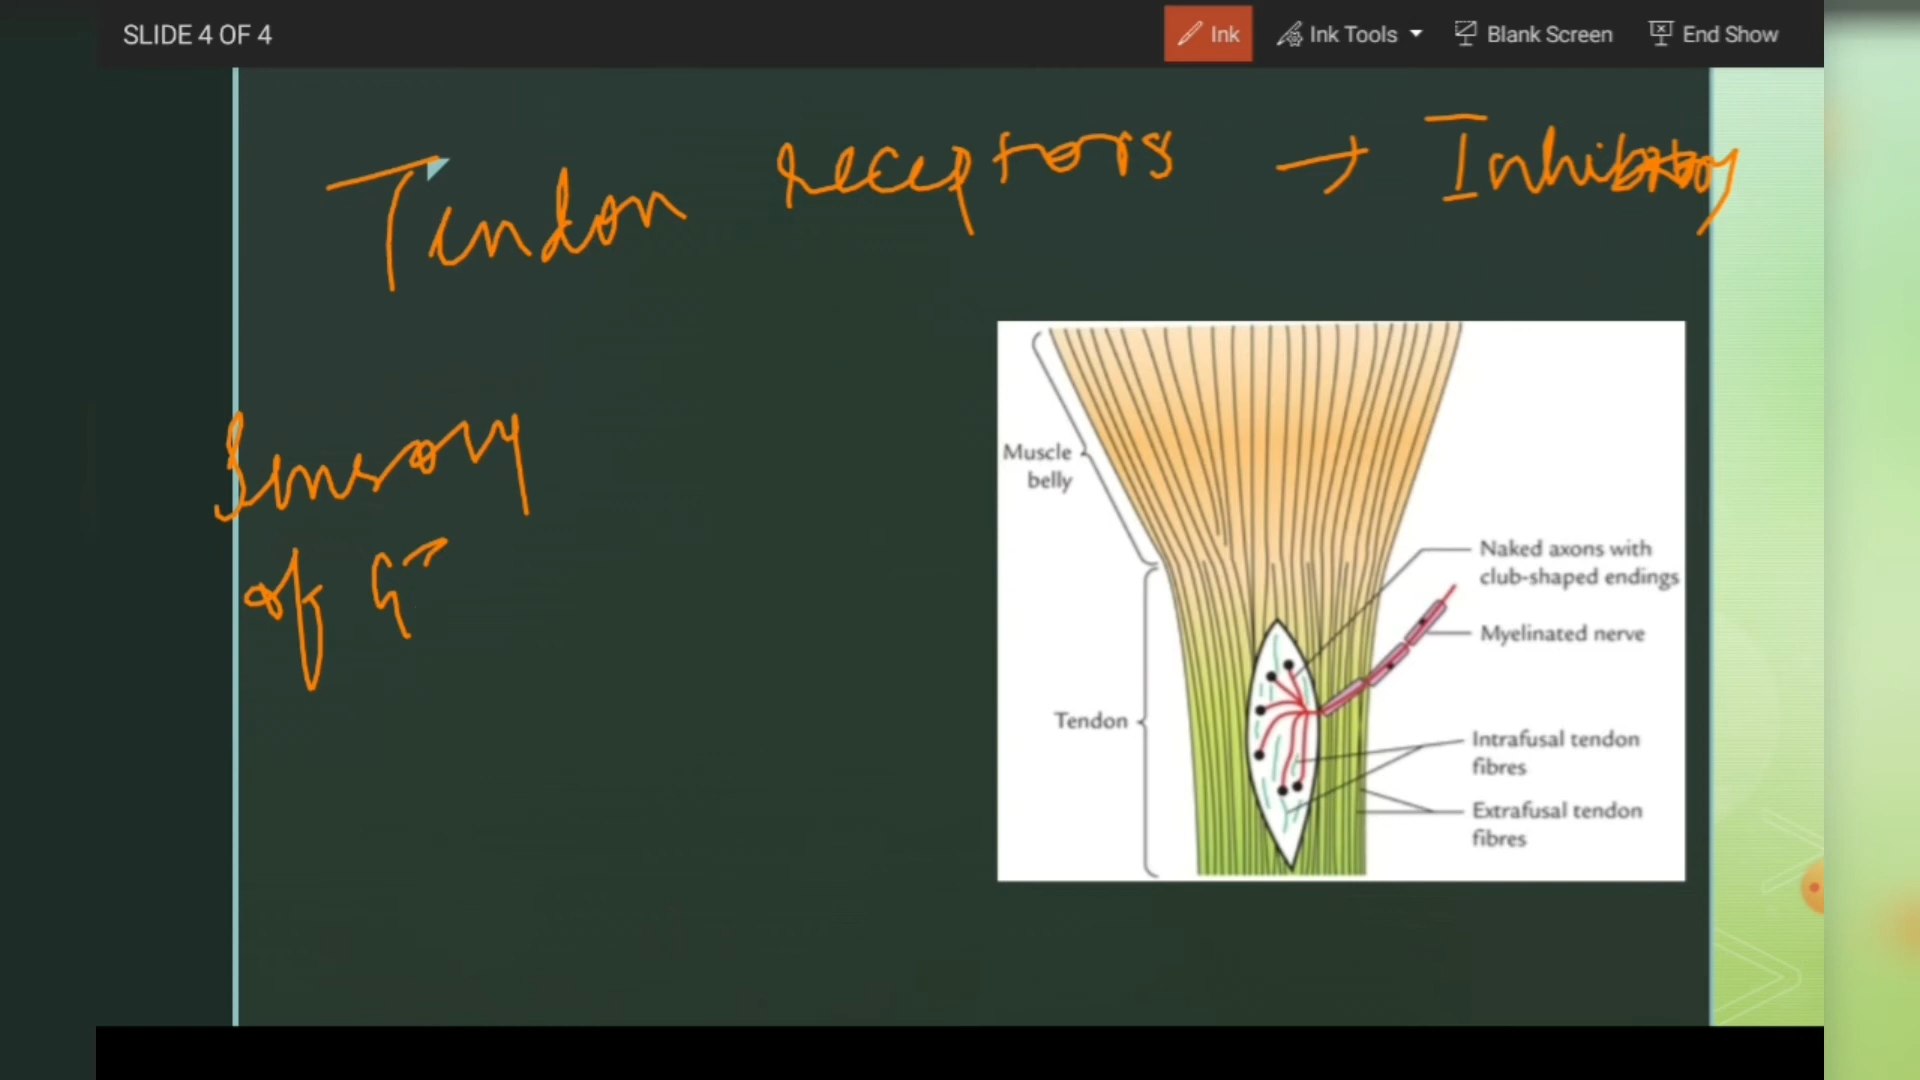 SLIDE 4 OF 4
Ink
Ink Tools
Blank Screen
End Show
Tendon receptors → Inhibitory
Sensory
of GT
Muscle
belly
Naked axons with
club-shaped endings
Myelinated nerve
Tendon
Intrafusal tendon
fibres
Extrafusal tendon
fibres